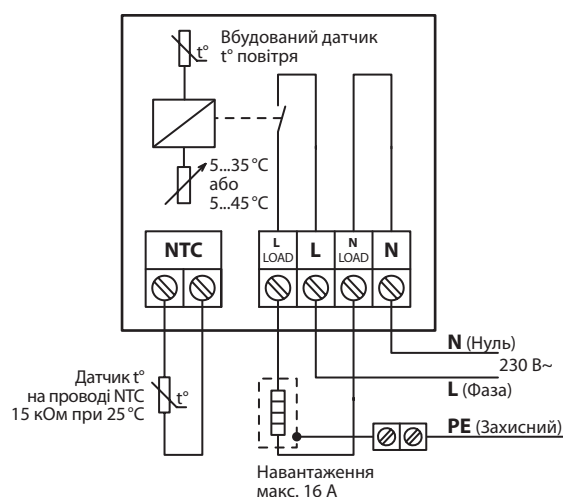 Вбудований датчик
t° повітря
t°
5...35 °C
або
5...45 °C
NTC
L
LOAD
L
N
LOAD
N
N (Нуль)
230 В~
L (Фаза)
Датчик t°
на проводі NTC
15 кОм при 25 °C
t°
PE (Захисний)
Навантаження
макс. 16 А